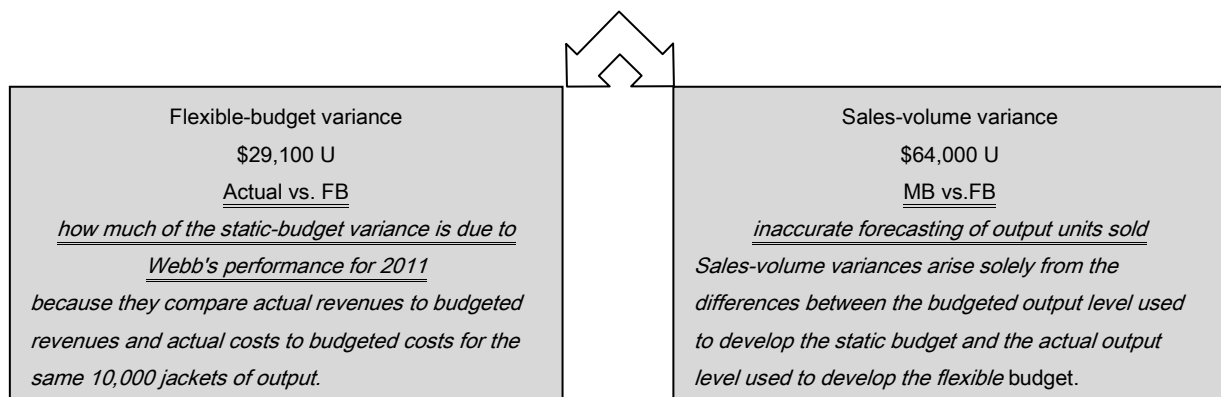 Flexible-budget variance
$29,100 U
Actual vs. FB
how much of the static-budget variance is due to
Webb's performance for 2011
because they compare actual revenues to budgeted
revenues and actual costs to budgeted costs for the
same 10,000 jackets of output.
Sales-volume variance
$64,000 U
MB vs.FB
inaccurate forecasting of output units sold
Sales-volume variances arise solely from the
differences between the budgeted output level used
to develop the static budget and the actual output
level used to develop the flexible budget.